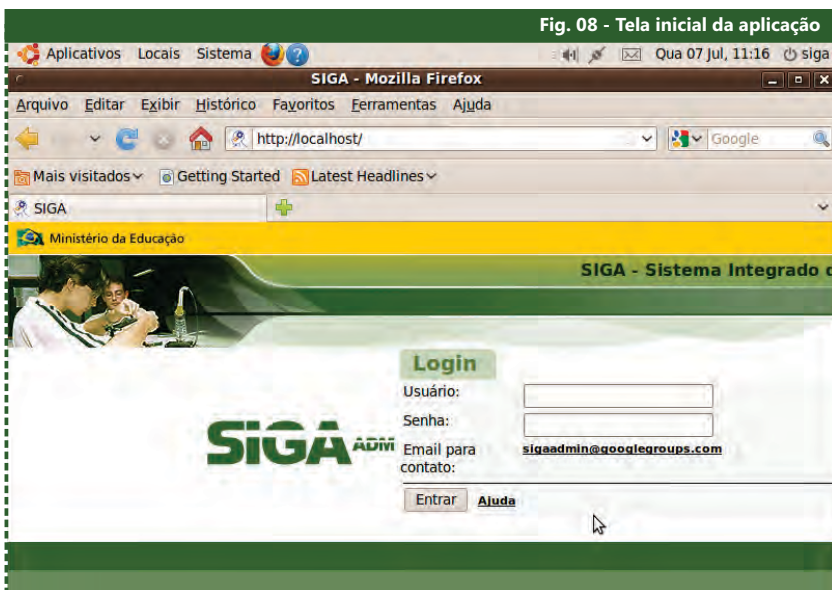 Fig. 08 - Tela inicial da aplicação
Aplicativos Locais Sistema ? Qua 07 Jul, 11:16 siga
SIGA - Mozilla Firefox
Arquivo Editar Exibir Histórico Favoritos Ferramentas Ajuda
http://localhost/ Google
Mais visitados Getting Started Latest Headlines
SIGA
Ministério da Educação
SIGA - Sistema Integrado d
Login
Usuário:
Senha:
SIGA ADM
Email para contato: sigaadmin@googlegroups.com
Entrar Ajuda